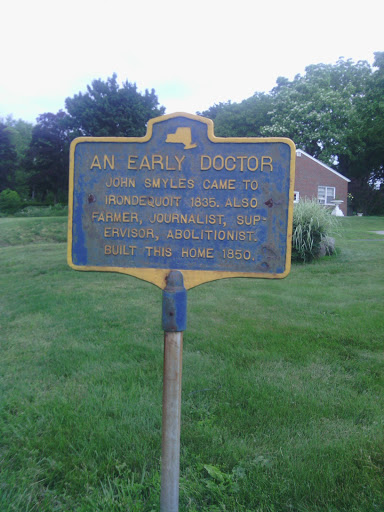 AN EARLY DOCTOR
JOHN SMYLES CAME TO
IRONDEQUOIT 1835. ALSO
FARMER, JOURNALIST, SUP-
ERVISOR, ABOLITIONIST.
BUILT THIS HOME 1850.